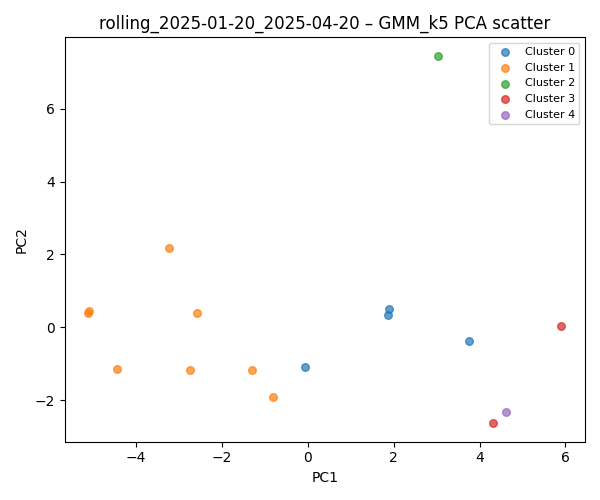 rolling_2025-01-20_2025-04-20 – GMM_k5 PCA scatter
Cluster 0
Cluster 1
Cluster 2
Cluster 3
Cluster 4
PC2
6
4
2
0
−2
−4
−2
0
2
4
6
PC1